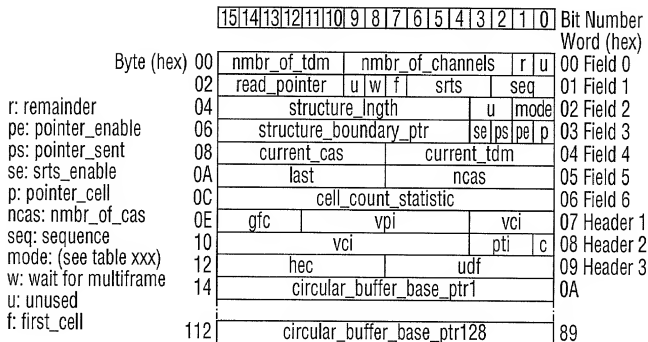 15 14 13 12 11 10 9 8 7 6 5 4 3 2 1 0 Bit Number
Word (hex)
Byte (hex) 00 nmbr_of_tdm nmbr_of_channels r u 00 Field 0
02 read_pointer u w f srts seq 01 Field 1
r: remainder 04 structure_lngth u mode 02 Field 2
pe: pointer_enable 06 structure_boundary_ptr se ps pe p 03 Field 3
ps: pointer_sent 08 current_cas current_tdm 04 Field 4
se: srts_enable 0A last ncas 05 Field 5
p: pointer_cell 0C cell_count_statistic 06 Field 6
ncas: nmbr_of_cas 0E gfc vpi vci 07 Header 1
seq: sequence 10 vci pti c 08 Header 2
mode: (see table xxx) 12 hec udf 09 Header 3
w: wait for multiframe 14 circular_buffer_base_ptr1 0A
u: unused
f: first_cell 112 circular_buffer_base_ptr128 89